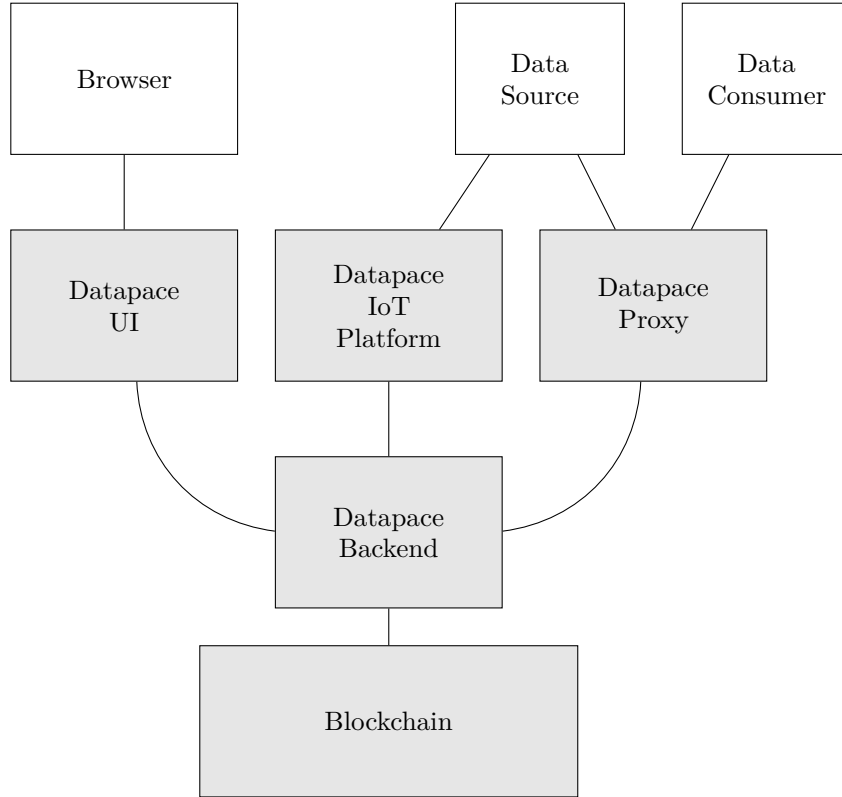 Browser
Data
Source
Data
Consumer
Datapace
UI
Datapace
IoT
Platform
Datapace
Proxy
Datapace
Backend
Blockchain